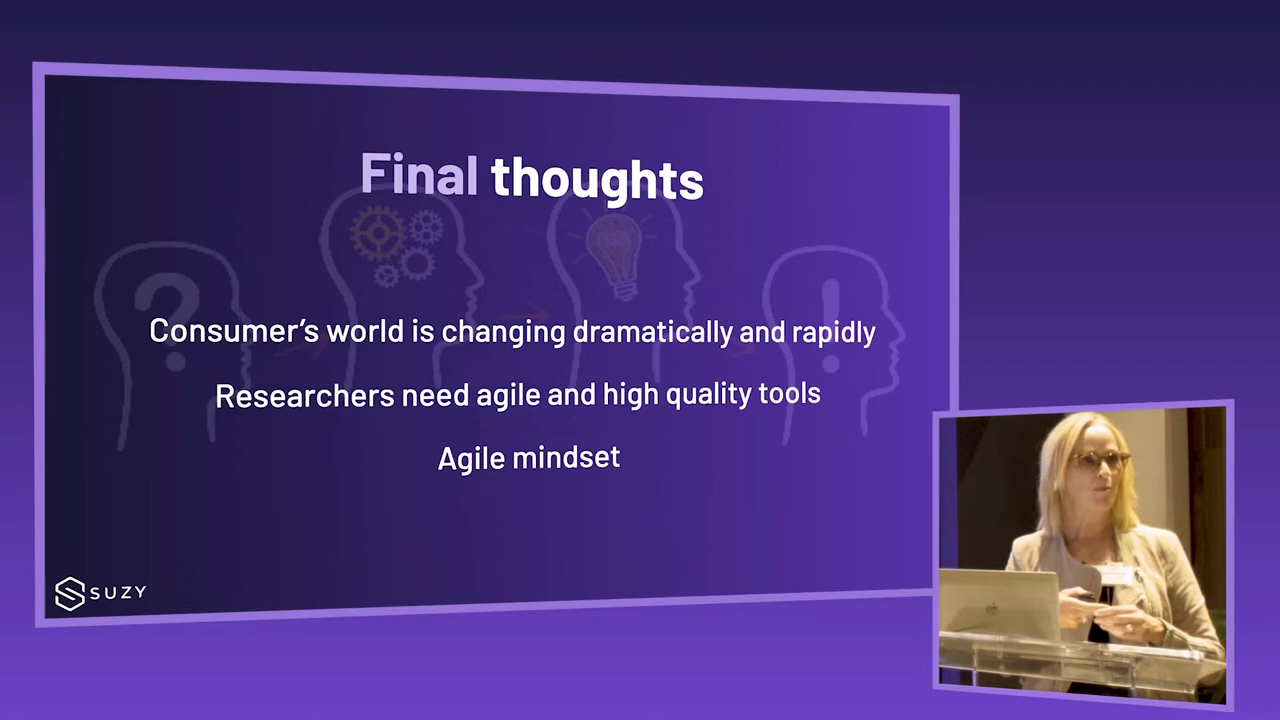 Final thoughts
Consumer's world is changing dramatically and rapidly
Researchers need agile and high quality tools
Agile mindset
SUZY